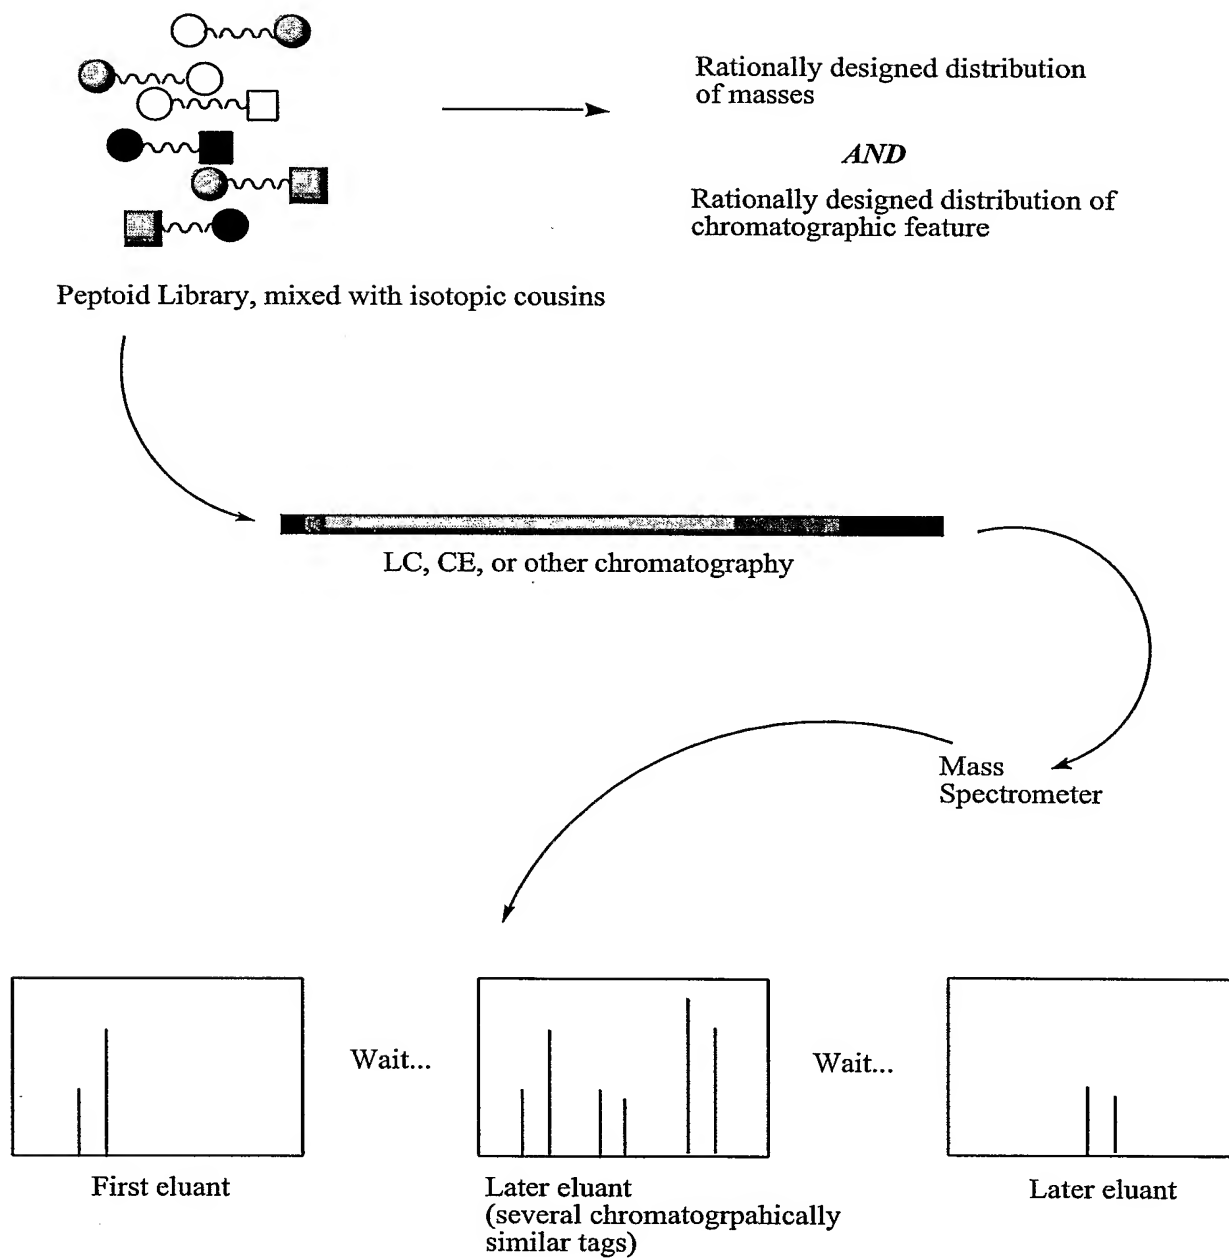 Rationally designed distribution
of masses
AND
Rationally designed distribution of
chromatographic feature
Peptoid Library, mixed with isotopic cousins
LC, CE, or other chromatography
Mass
Spectrometer
Wait...
Wait...
First eluant
Later eluant
(several chromatogrpahically
similar tags)
Later eluant